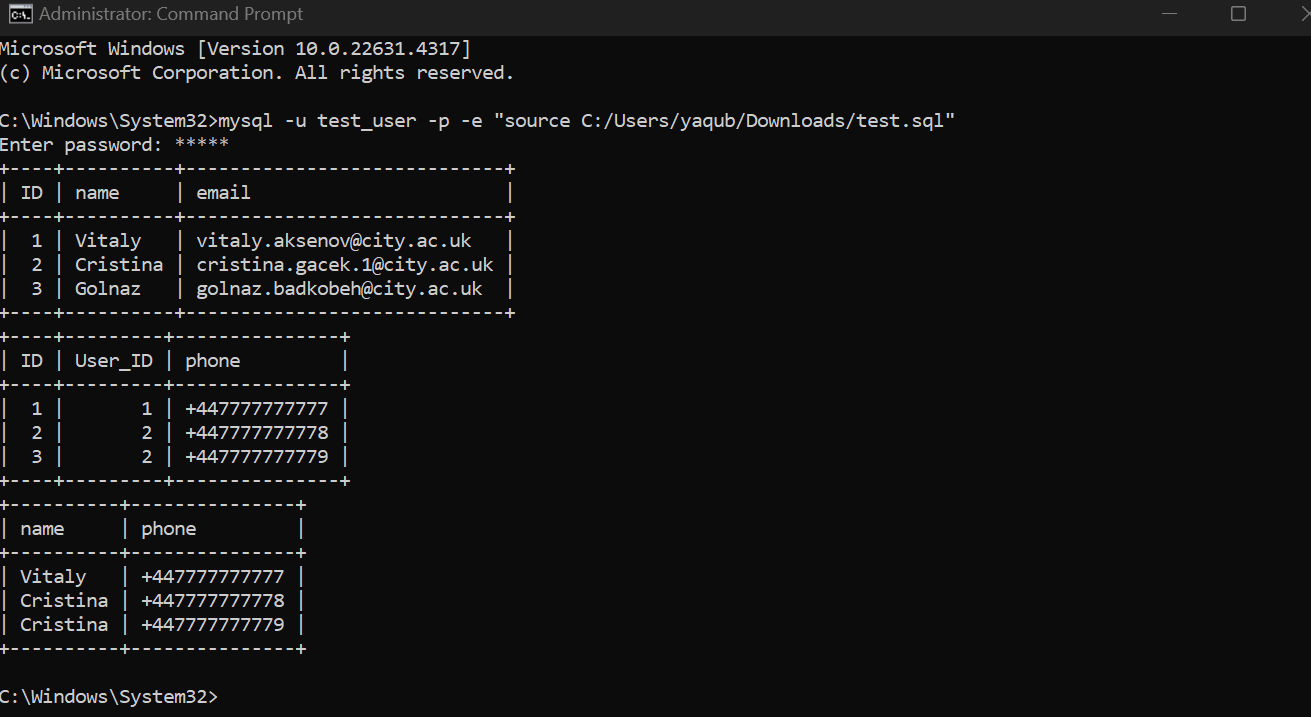 Administrator: Command Prompt
Microsoft Windows [Version 10.0.22631.4317]
(c) Microsoft Corporation. All rights reserved.
C:\Windows\System32>mysql -u test_user -p -e "source C:/Users/yaqub/Downloads/test.sql"
Enter password: *****
+----+----------+-----------------------------+
| ID | name     | email                       |
+----+----------+-----------------------------+
|  1 | Vitaly   | vitaly.aksenov@city.ac.uk   |
|  2 | Cristina | cristina.gacek.1@city.ac.uk |
|  3 | Golnaz   | golnaz.badkobeh@city.ac.uk  |
+----+----------+-----------------------------+
+----+---------+---------------+
| ID | User_ID | phone         |
+----+---------+---------------+
|  1 |       1 | +447777777777 |
|  2 |       2 | +447777777778 |
|  3 |       2 | +447777777779 |
+----+---------+---------------+
+----------+---------------+
| name     | phone         |
+----------+---------------+
| Vitaly   | +447777777777 |
| Cristina | +447777777778 |
| Cristina | +447777777779 |
+----------+---------------+
C:\Windows\System32>